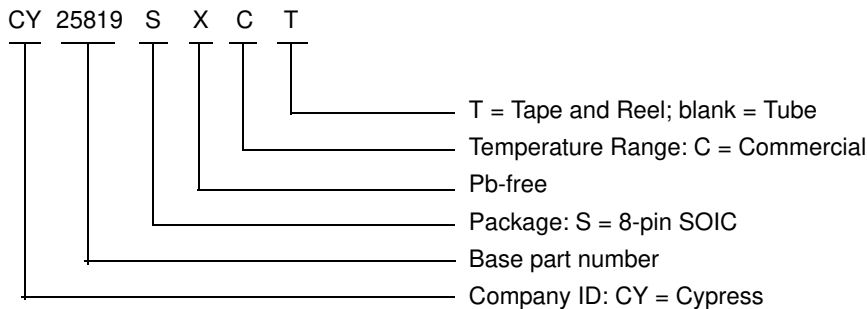 CY 25819 S X C T
T = Tape and Reel; blank = Tube
Temperature Range: C = Commercial
Pb-free
Package: S = 8-pin SOIC
Base part number
Company ID: CY = Cypress